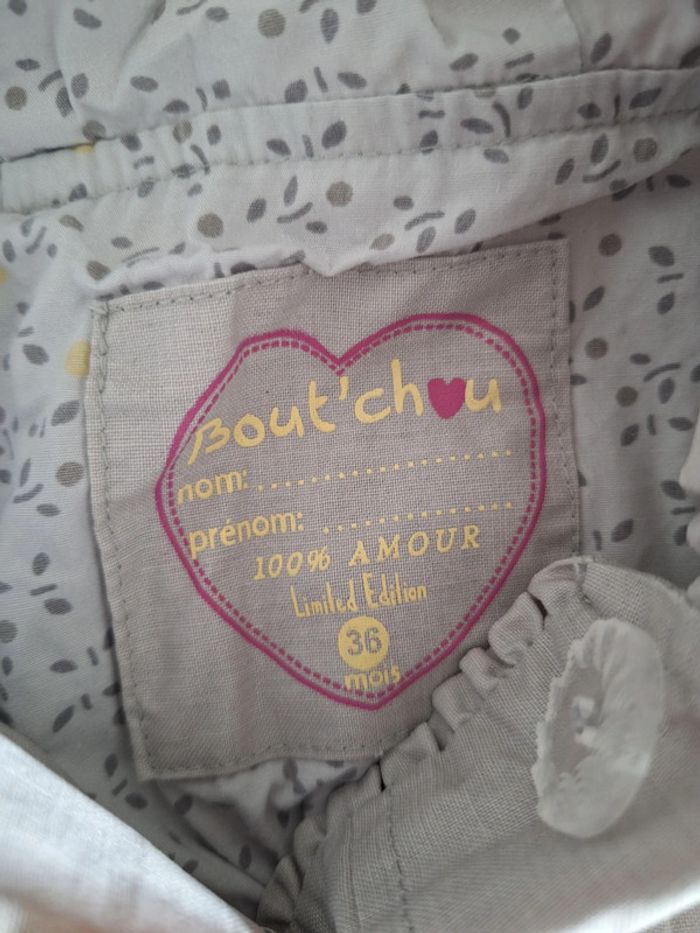 Bout'chou
nom: ....................
prénom: ...............
100% AMOUR
Limited Edition
36
mois